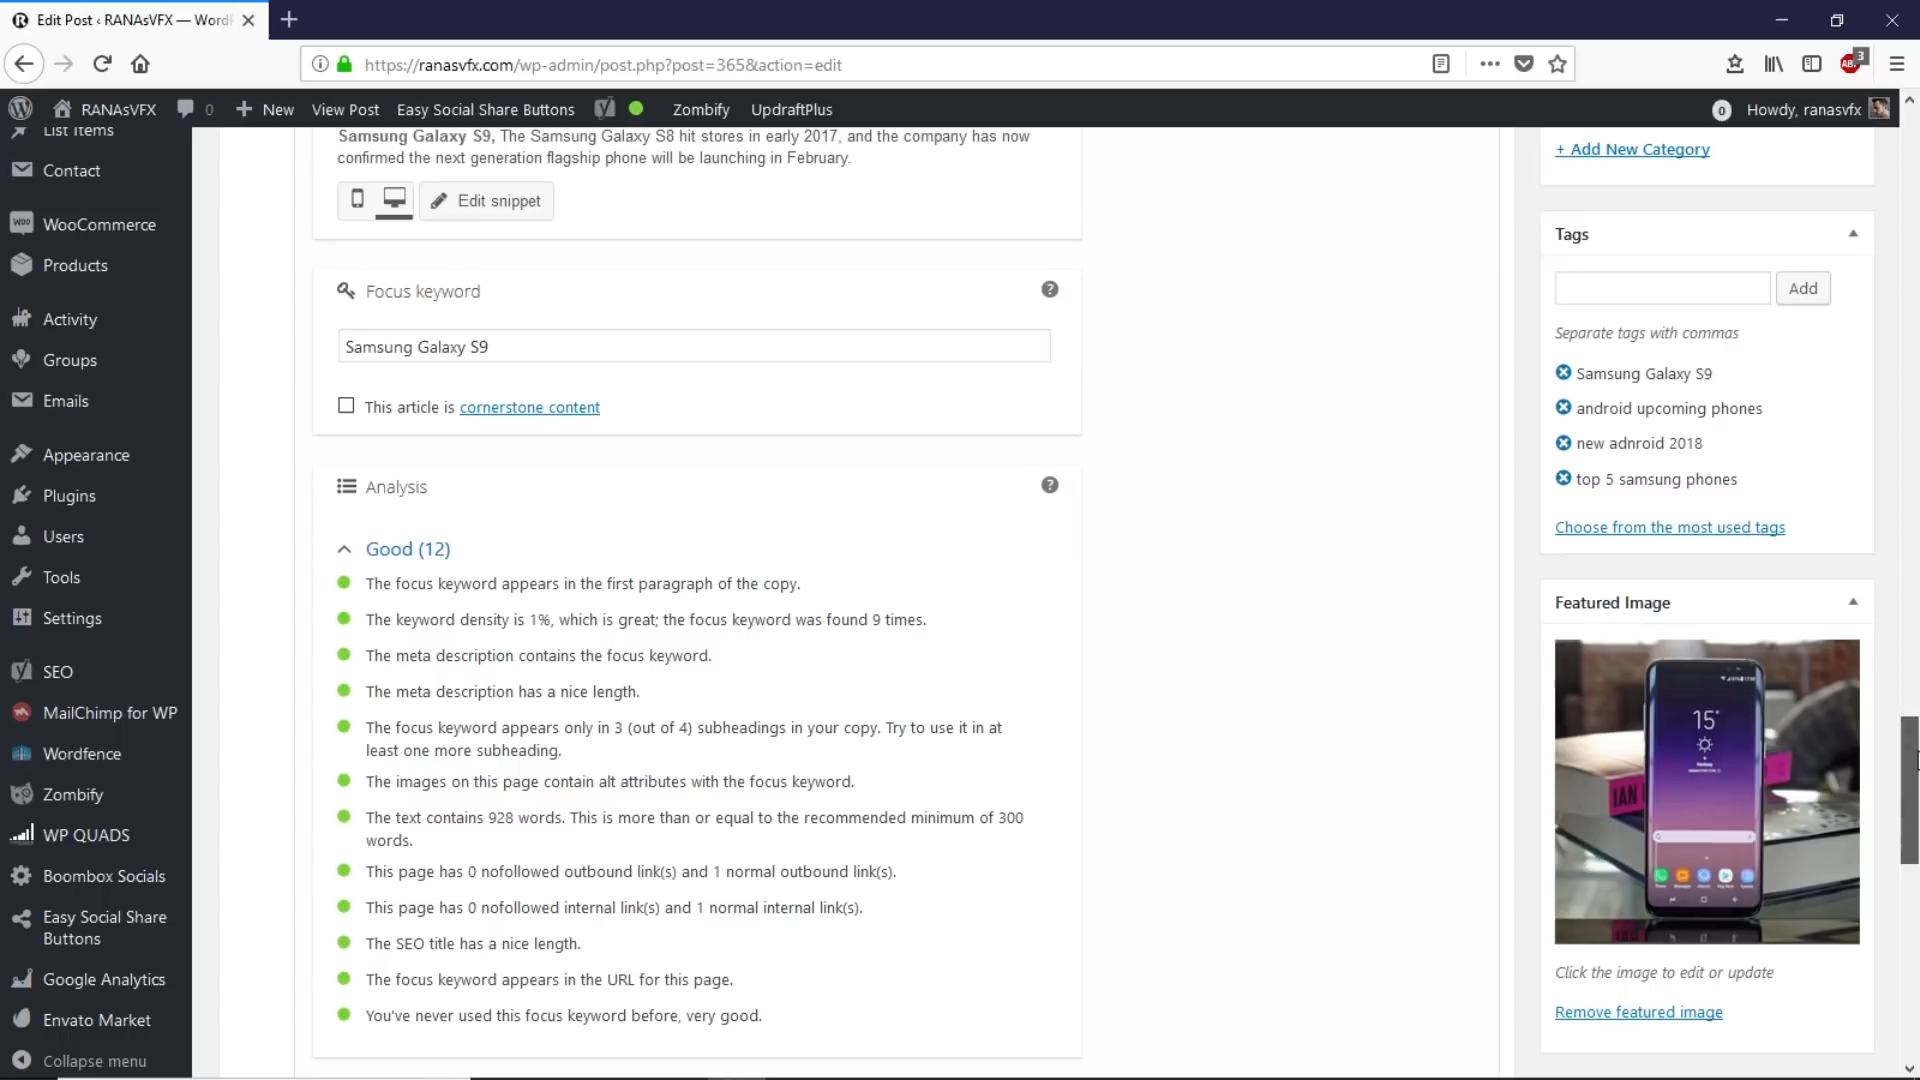 Edit Post ‹ RANAsVFX — Word
https://ranasvfx.com/wp-admin/post.php?post=365&action=edit
ABP
3
RANAsVFX
0
New
View Post
Easy Social Share Buttons
Zombify
UpdraftPlus
0
Howdy, ranasvfx
List Items
Contact
WooCommerce
Products
Activity
Groups
Emails
Appearance
Plugins
Users
Tools
Settings
SEO
MailChimp for WP
Wordfence
Zombify
WP QUADS
Boombox Socials
Easy Social Share
Buttons
Google Analytics
Envato Market
Collapse menu
Samsung Galaxy S9, The Samsung Galaxy S8 hit stores in early 2017, and the company has now
confirmed the next generation flagship phone will be launching in February.
Edit snippet
Focus keyword
Samsung Galaxy S9
This article is cornerstone content
Analysis
Good (12)
The focus keyword appears in the first paragraph of the copy.
The keyword density is 1%, which is great; the focus keyword was found 9 times.
The meta description contains the focus keyword.
The meta description has a nice length.
The focus keyword appears only in 3 (out of 4) subheadings in your copy. Try to use it in at
least one more subheading.
The images on this page contain alt attributes with the focus keyword.
The text contains 928 words. This is more than or equal to the recommended minimum of 300
words.
This page has 0 nofollowed outbound link(s) and 1 normal outbound link(s).
This page has 0 nofollowed internal link(s) and 1 normal internal link(s).
The SEO title has a nice length.
The focus keyword appears in the URL for this page.
You've never used this focus keyword before, very good.
+ Add New Category
Tags
Add
Separate tags with commas
Samsung Galaxy S9
android upcoming phones
new adnroid 2018
top 5 samsung phones
Choose from the most used tags
Featured Image
15°
IAN
Click the image to edit or update
Remove featured image